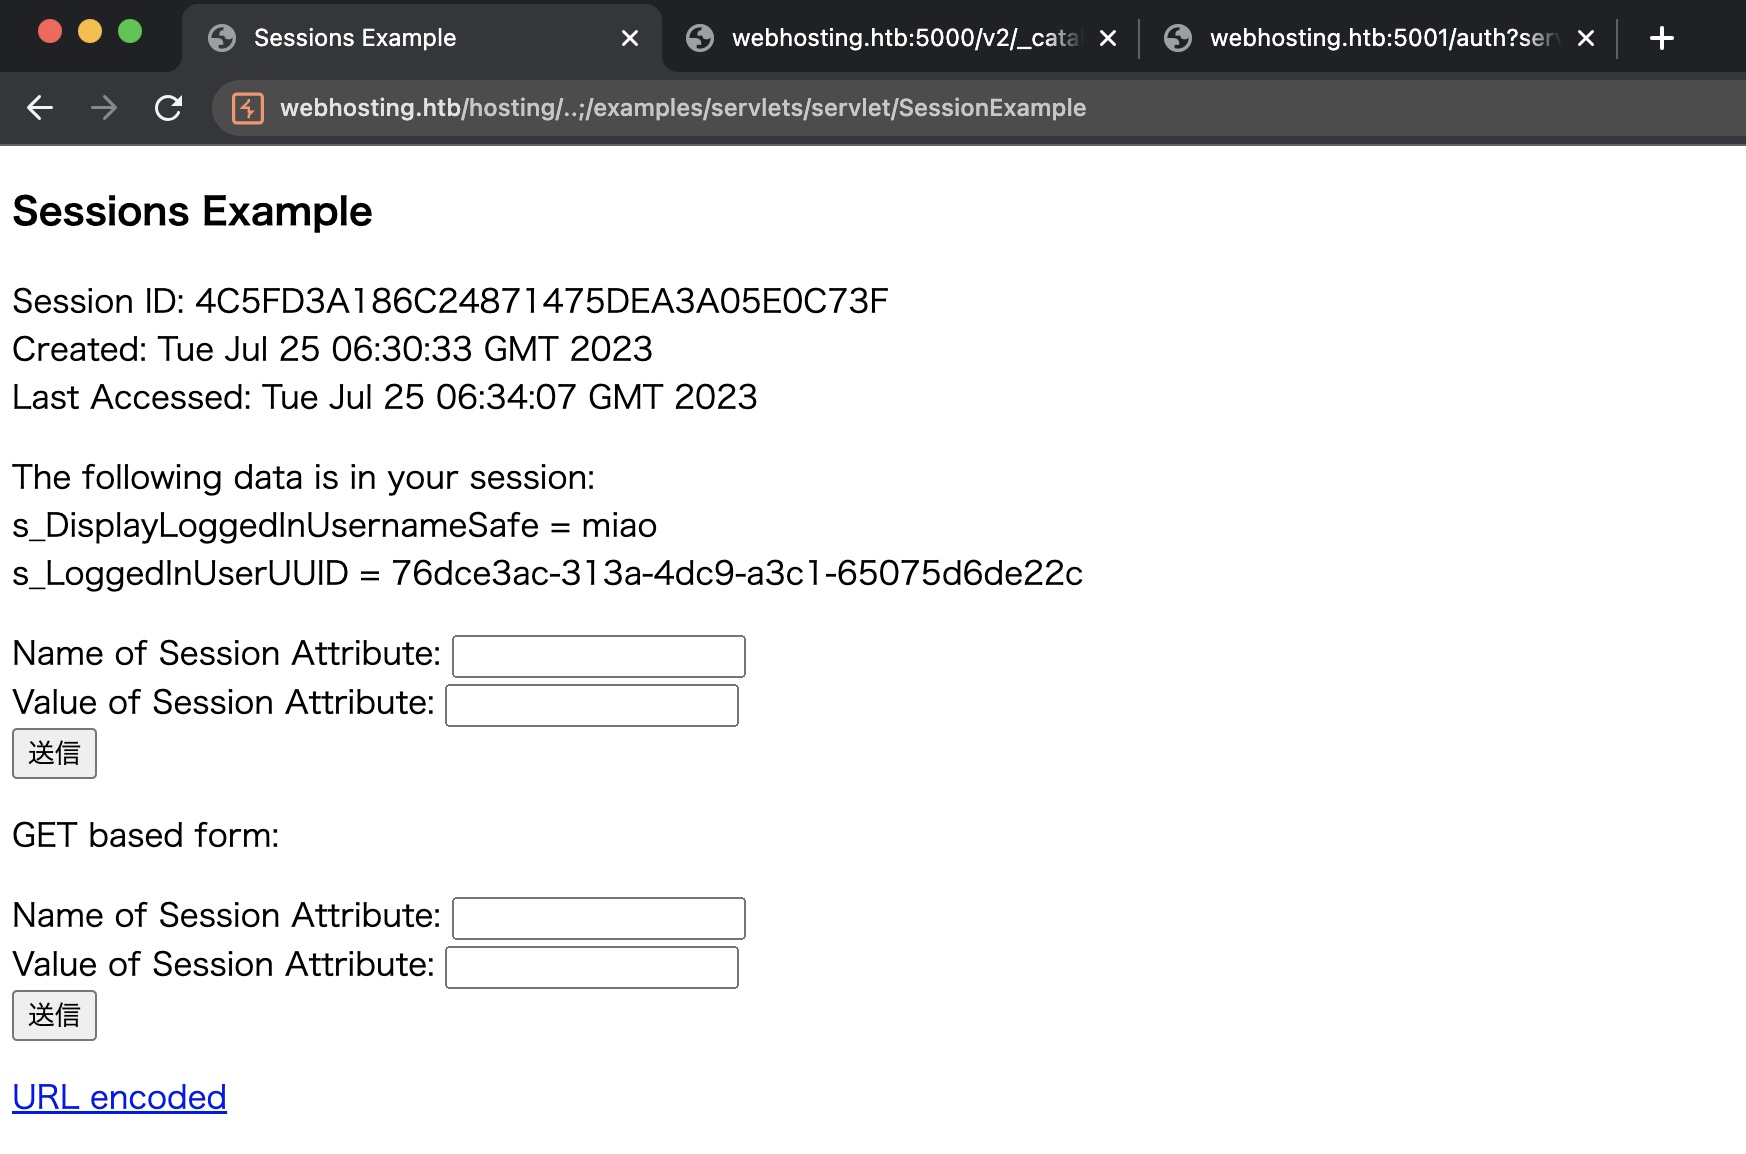 Sessions Example
webhosting.htb:5000/v2/_cata
webhosting.htb:5001/auth?ser
webhosting.htb/hosting/..;/examples/servlets/servlet/SessionExample
Sessions Example
Session ID: 4C5FD3A186C24871475DEA3A05E0C73F
Created: Tue Jul 25 06:30:33 GMT 2023
Last Accessed: Tue Jul 25 06:34:07 GMT 2023
The following data is in your session:
s_DisplayLoggedInUsernameSafe = miao
s_LoggedInUserUUID = 76dce3ac-313a-4dc9-a3c1-65075d6de22c
Name of Session Attribute:
Value of Session Attribute:
送信
GET based form:
Name of Session Attribute:
Value of Session Attribute:
送信
URL encoded